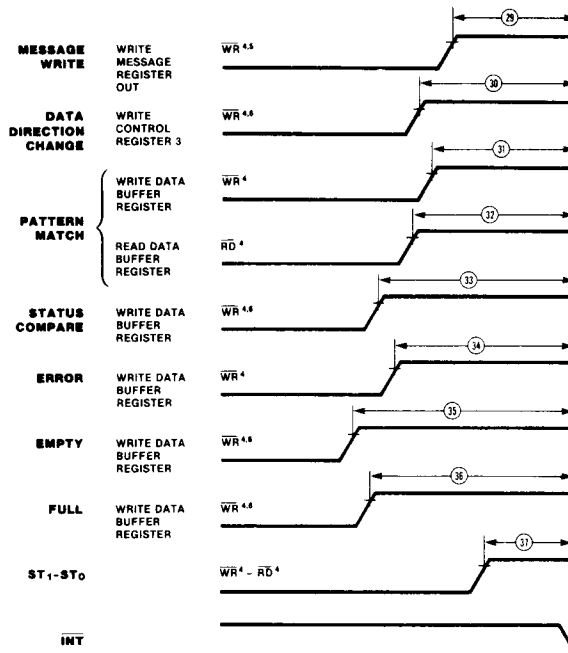 29
MESSAGE WRITE
WRITE MESSAGE REGISTER OUT
WR 4,5
30
DATA DIRECTION CHANGE
WRITE CONTROL REGISTER 3
WR 4,6
31
PATTERN MATCH
WRITE DATA BUFFER REGISTER
WR 4
32
READ DATA BUFFER REGISTER
RD 4
33
STATUS COMPARE
WRITE DATA BUFFER REGISTER
WR 4,6
34
ERROR
WRITE DATA BUFFER REGISTER
WR 4
35
EMPTY
WRITE DATA BUFFER REGISTER
WR 4,6
36
FULL
WRITE DATA BUFFER REGISTER
WR 4,6
37
ST1-ST0
WR 4 - RD 4
INT